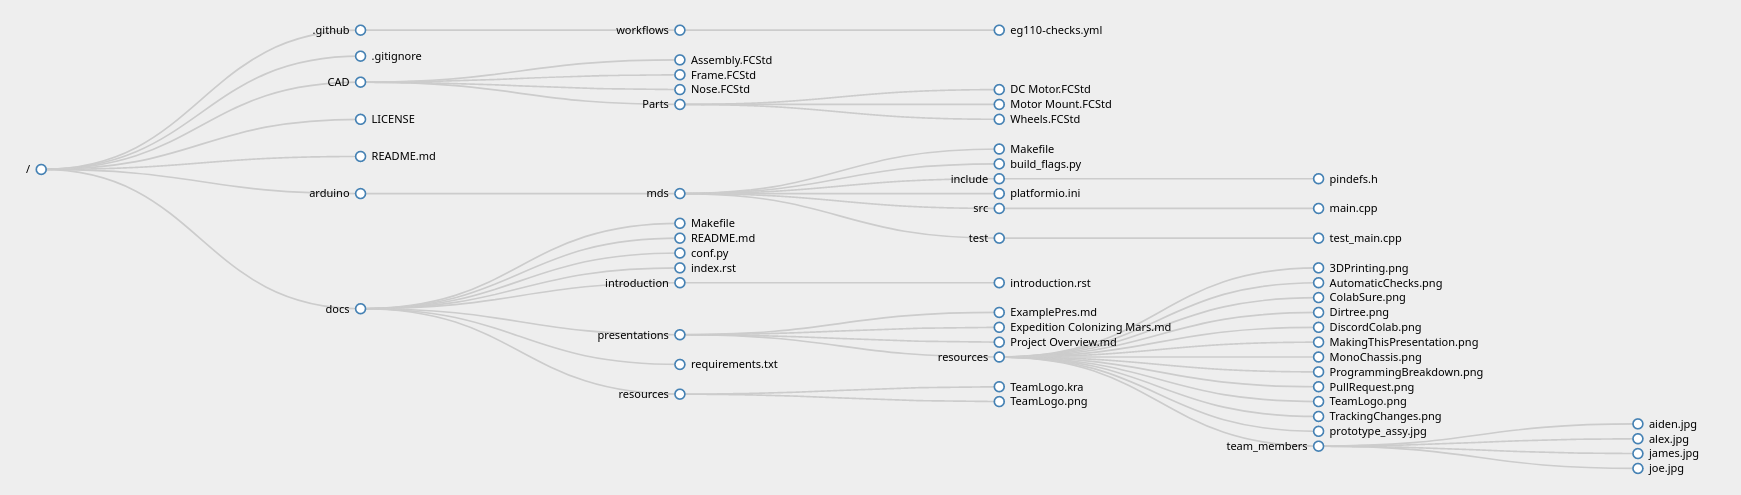 /
.github
workflows
eg110-checks.yml
.gitignore
CAD
Assembly.FCStd
Frame.FCStd
Nose.FCStd
Parts
DC Motor.FCStd
Motor Mount.FCStd
Wheels.FCStd
LICENSE
README.md
arduino
mds
Makefile
build_flags.py
include
pindefs.h
platformio.ini
src
main.cpp
test
test_main.cpp
docs
Makefile
README.md
conf.py
index.rst
introduction
introduction.rst
presentations
ExamplePres.md
Expedition Colonizing Mars.md
Project Overview.md
resources
3DPrinting.png
AutomaticChecks.png
ColabSure.png
Dirtree.png
DiscordColab.png
MakingThisPresentation.png
MonoChassis.png
ProgrammingBreakdown.png
PullRequest.png
TeamLogo.png
TrackingChanges.png
prototype_assy.jpg
team_members
aiden.jpg
alex.jpg
james.jpg
joe.jpg
requirements.txt
resources
TeamLogo.kra
TeamLogo.png